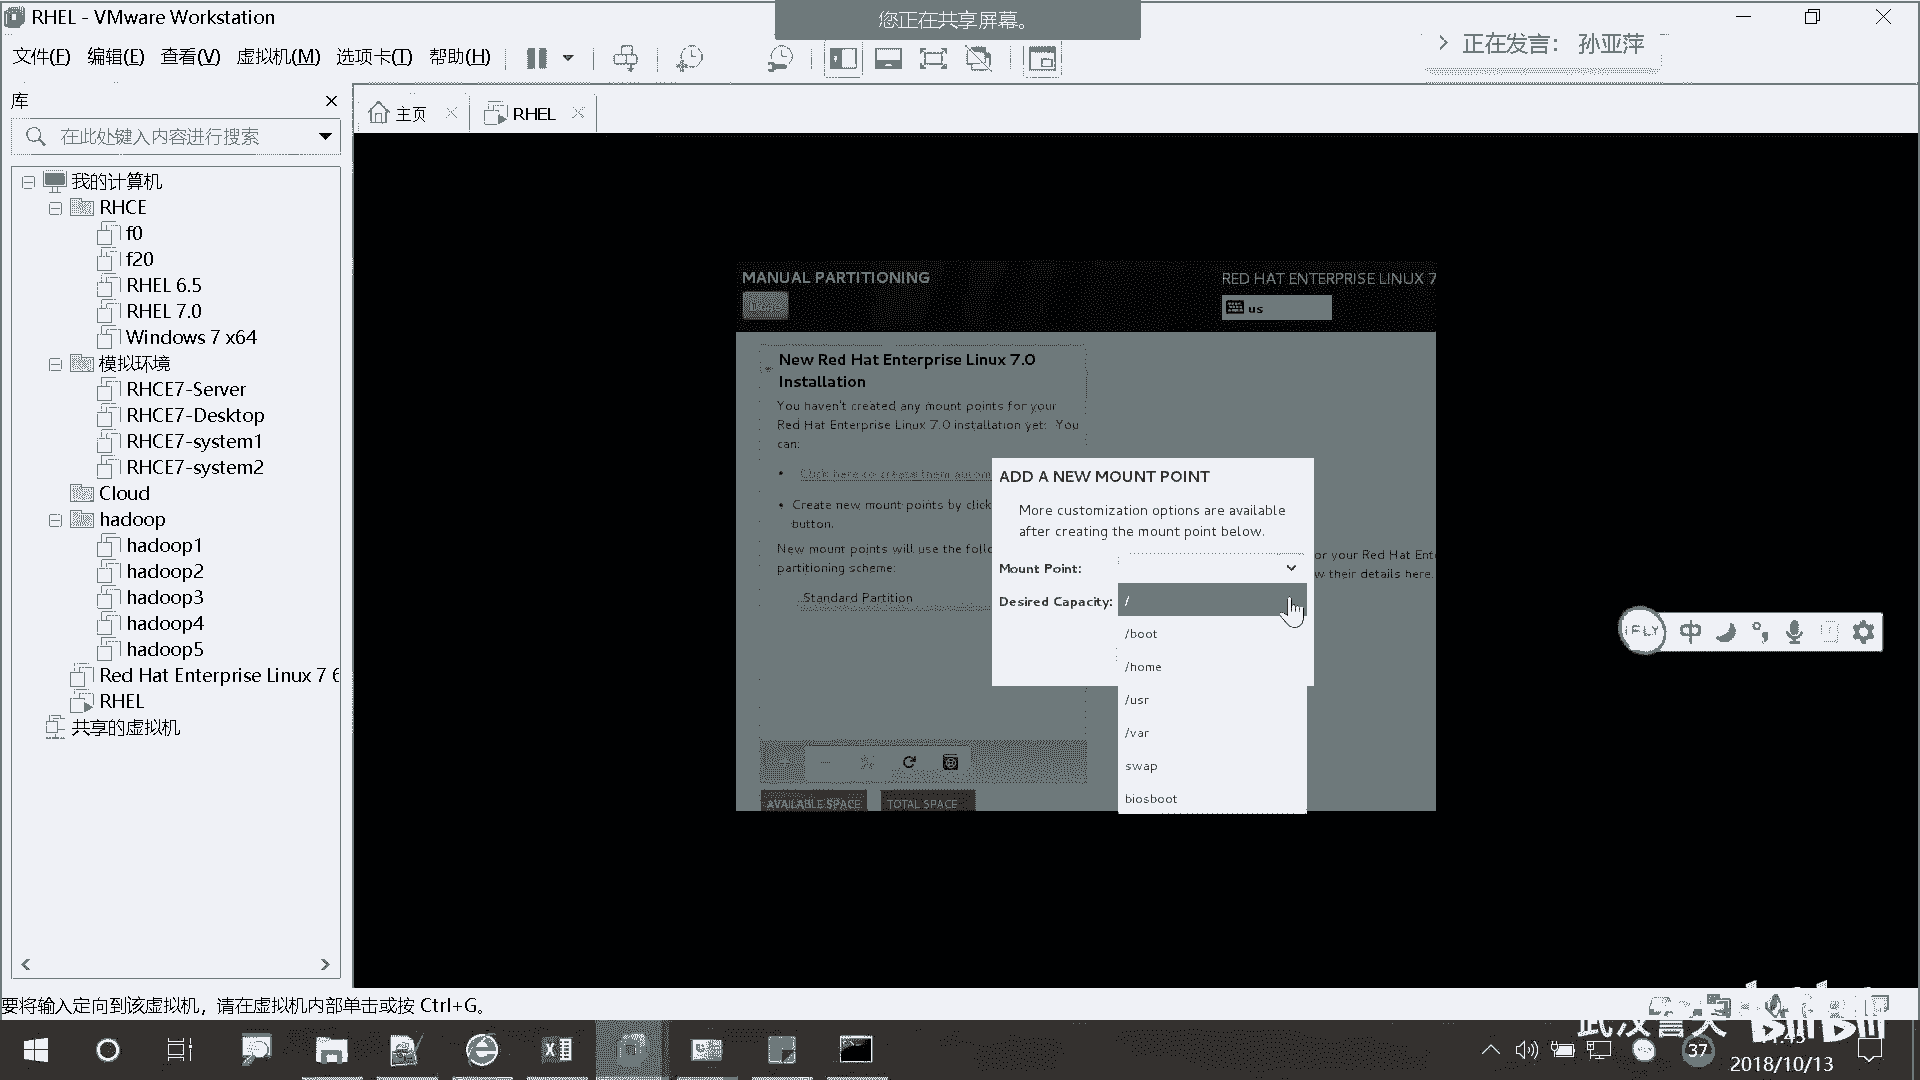 RHEL - VMware Workstation
您正在共享屏幕。
正在发言： 孙亚萍
文件(F) 编辑(E) 查看(V) 虚拟机(M) 选项卡(T) 帮助(H)
库
在此处键入内容进行搜索
主页
RHEL
我的计算机
RHCE
f0
f20
RHEL 6.5
RHEL 7.0
Windows 7 x64
模拟环境
RHCE7-Server
RHCE7-Desktop
RHCE7-system1
RHCE7-system2
Cloud
hadoop
hadoop1
hadoop2
hadoop3
hadoop4
hadoop5
Red Hat Enterprise Linux 7 6
RHEL
共享的虚拟机
MANUAL PARTITIONING
RED HAT ENTERPRISE LINUX 7
Done
us
New Red Hat Enterprise Linux 7.0
Installation
You haven't created any mount points for your
Red Hat Enterprise Linux 7.0 installation yet: You
can:
Click here to create them autom
Create new mount points by click
button.
New mount points will use the follo
partitioning scheme:
Standard Partition
or your Red Hat Ente
w their details here.
AVAILABLE SPACE
TOTAL SPACE
ADD A NEW MOUNT POINT
More customization options are available
after creating the mount point below.
Mount Point:
Desired Capacity:
/
/boot
/home
/usr
/var
swap
biosboot
iFLY 中
要将输入定向到该虚拟机，请在虚拟机内部单击或按 Ctrl+G。
bilibili
37
2018/10/13